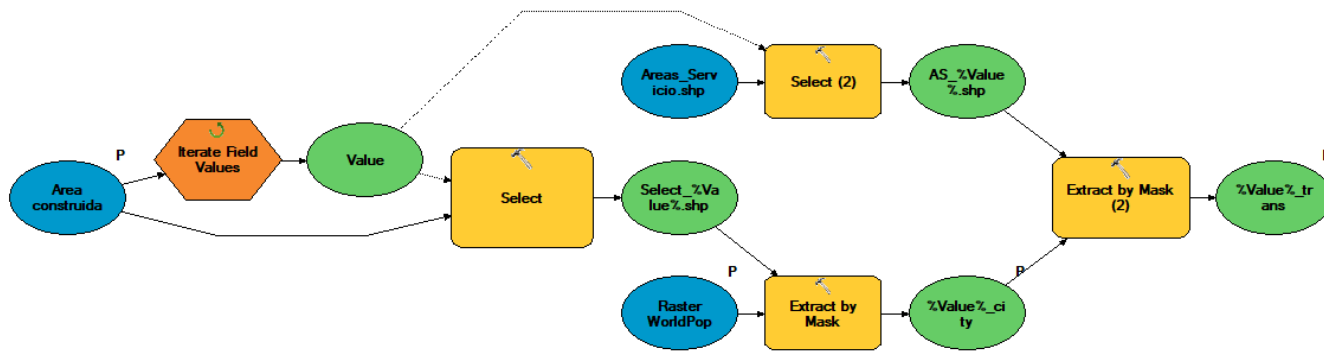 Areas_Serv
icio.shp
Select (2)
AS_%Value
%.shp
P
Iterate Field
Values
Value
P
Area
construida
Select
Select_%Va
lue%.shp
Extract by Mask
(2)
%Value%_tr
ans
P
Raster
WorldPop
Extract by
Mask
P
%Value%_ci
ty